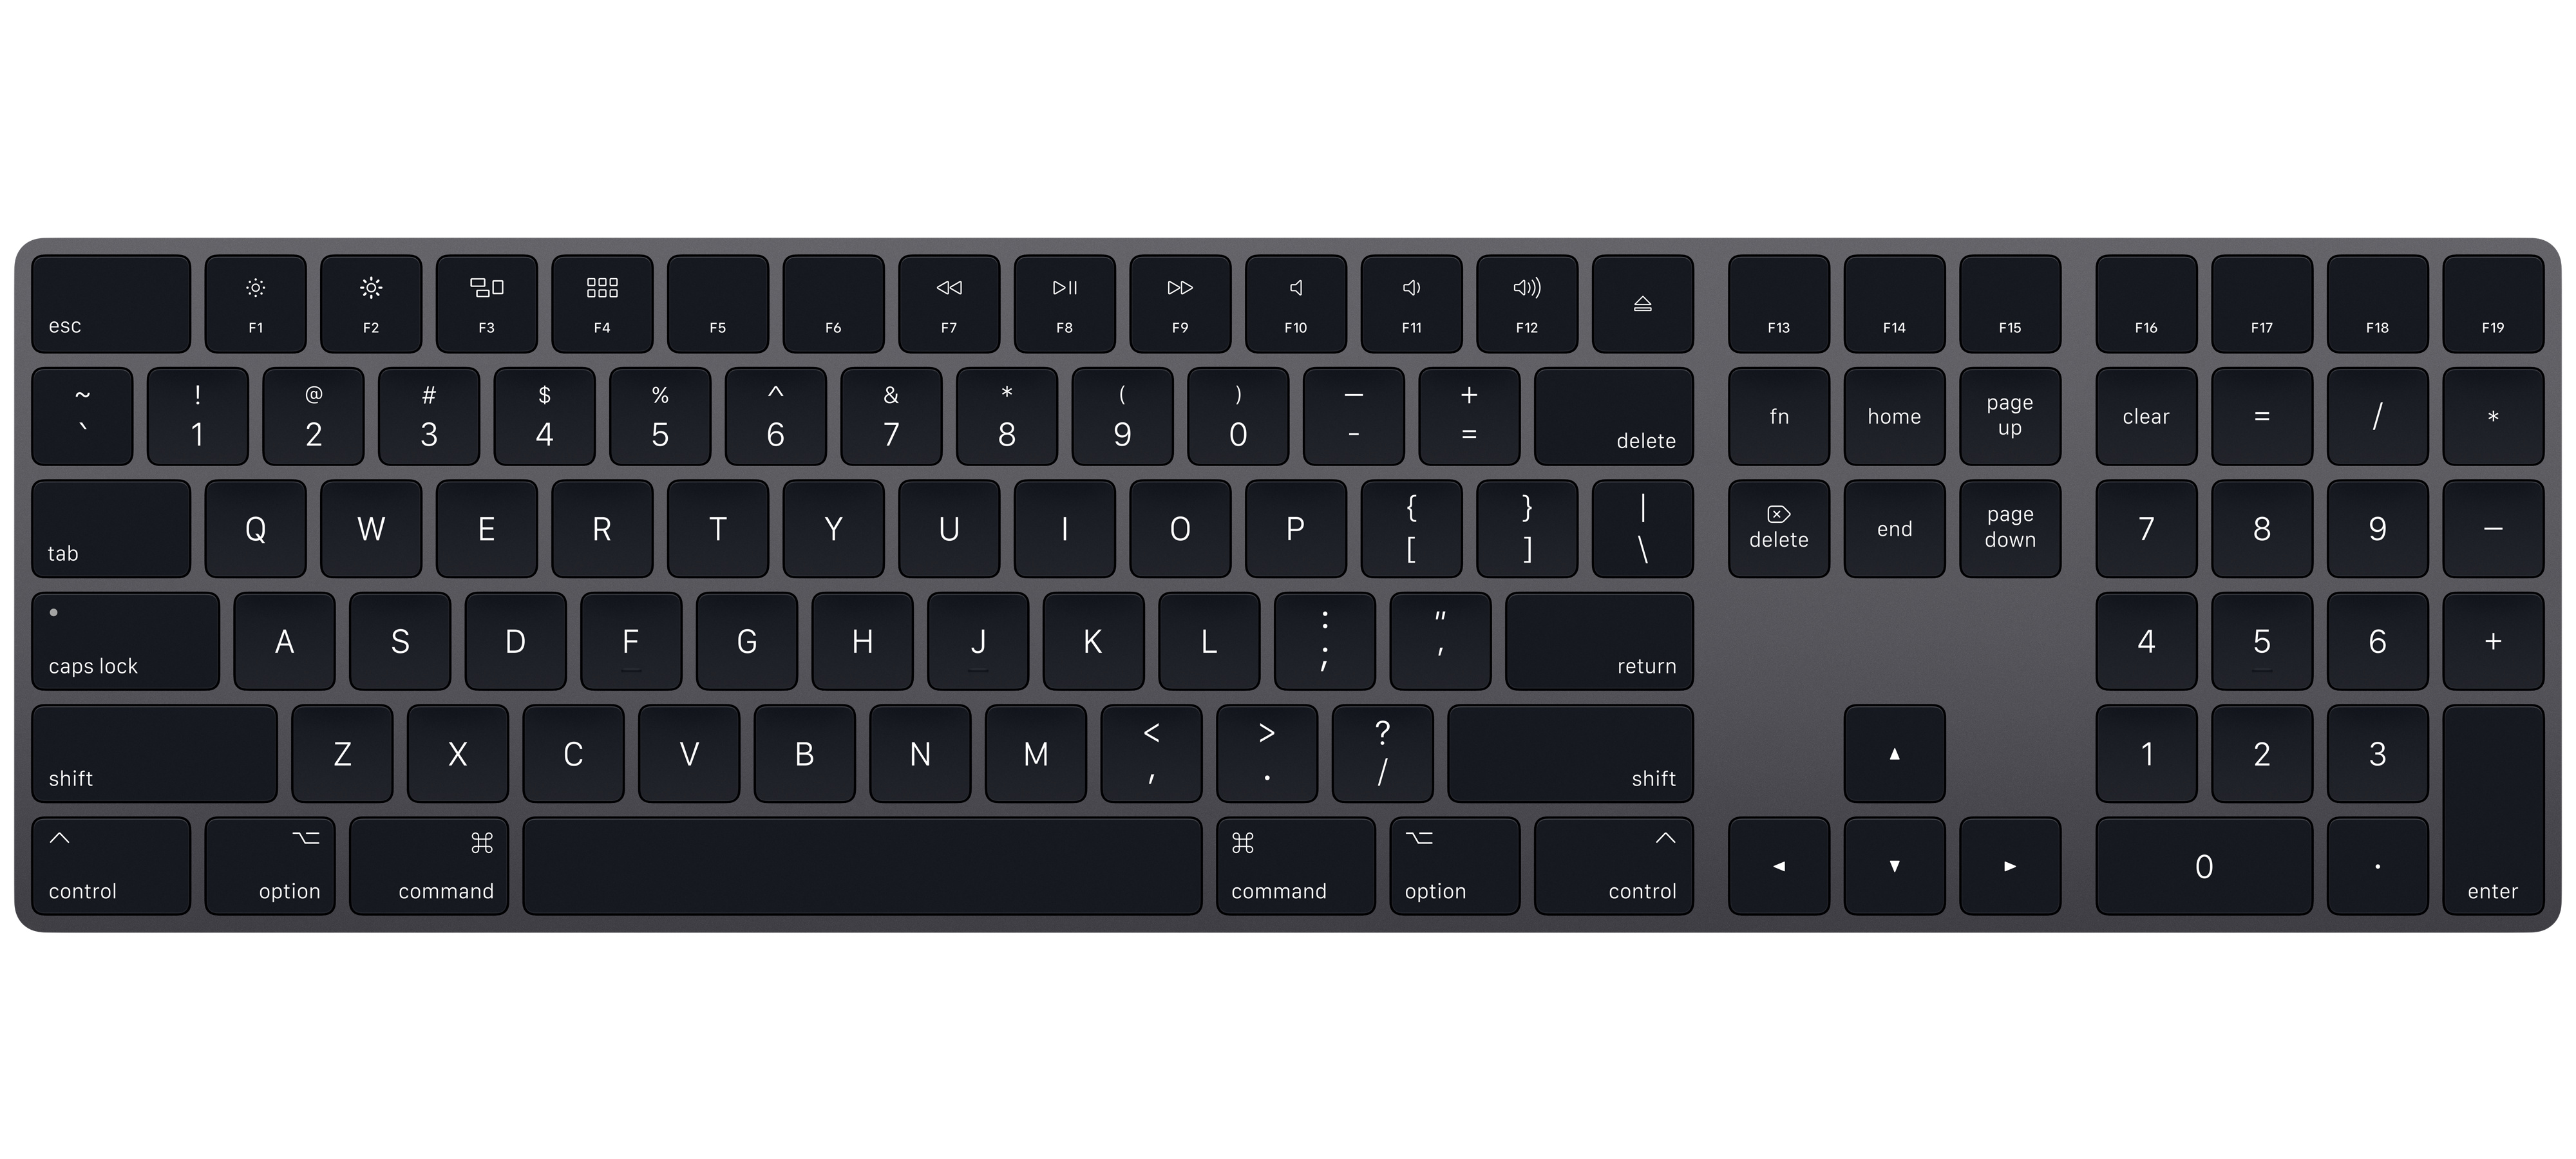 esc F1 F2 F3 F4 F5 F6 F7 F8 F9 F10 F11 F12 F13 F14 F15 F16 F17 F18 F19
~ ! @ # $ % ^ & * ( ) — +
` 1 2 3 4 5 6 7 8 9 0 - = delete fn home page up clear = / *
tab Q W E R T Y U I O P { } |
[ ] \ delete end page down 7 8 9 —
caps lock A S D F G H J K L : "
; ' return 4 5 6 +
shift Z X C V B N M < > ?
, . / shift 1 2 3
control option command command option control 0 . enter